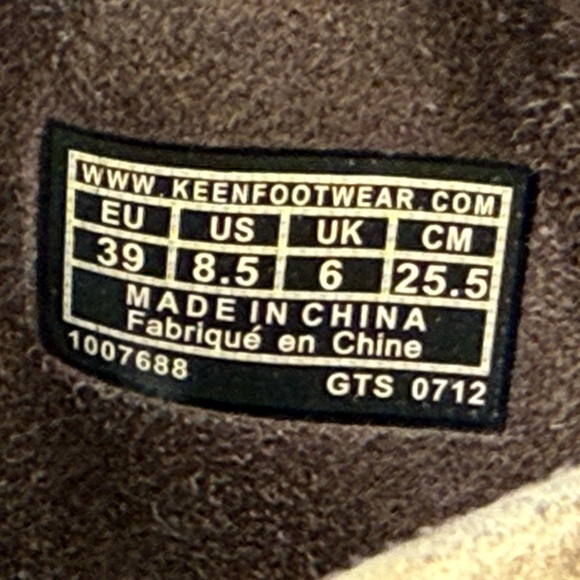 WWW.KEENFOOTWEAR.COM
EU US UK CM
39 8.5 6 25.5
MADE IN CHINA
Fabriqué en Chine
1007688 GTS 0712